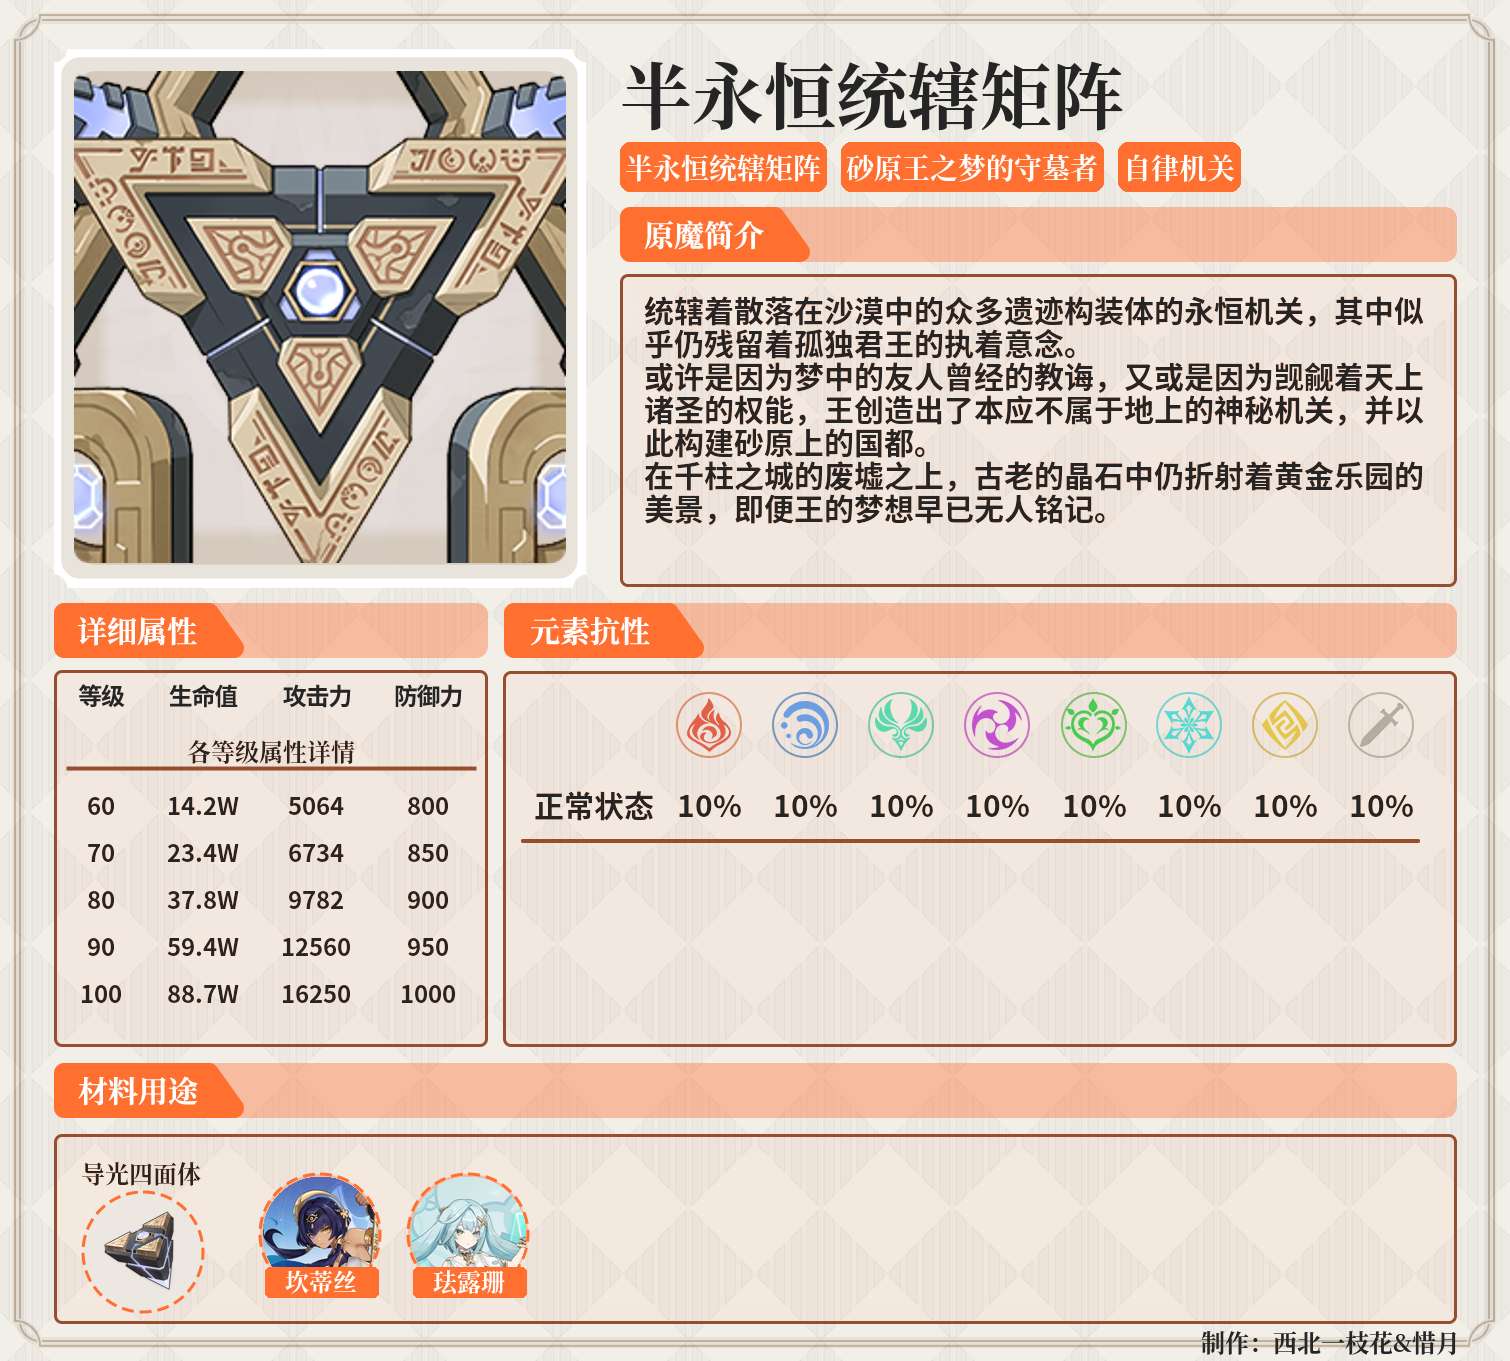 半永恒统辖矩阵
半永恒统辖矩阵 砂原王之梦的守墓者 自律机关
原魔简介
统辖着散落在沙漠中的众多遗迹构装体的永恒机关，其中似
乎仍残留着孤独君王的执着意念。
或许是因为梦中的友人曾经的教诲，又或是因为觊觎着天上
诸圣的权能，王创造出了本应不属于地上的神秘机关，并以
此构建砂原上的国都。
在千柱之城的废墟之上，古老的晶石中仍折射着黄金乐园的
美景，即便王的梦想早已无人铭记。
详细属性
等级 生命值 攻击力 防御力
各等级属性详情
60 14.2W 5064 800
70 23.4W 6734 850
80 37.8W 9782 900
90 59.4W 12560 950
100 88.7W 16250 1000
元素抗性
正常状态 10% 10% 10% 10% 10% 10% 10% 10%
材料用途
导光四面体
坎蒂丝 珐露珊
制作：西北一枝花&惜月